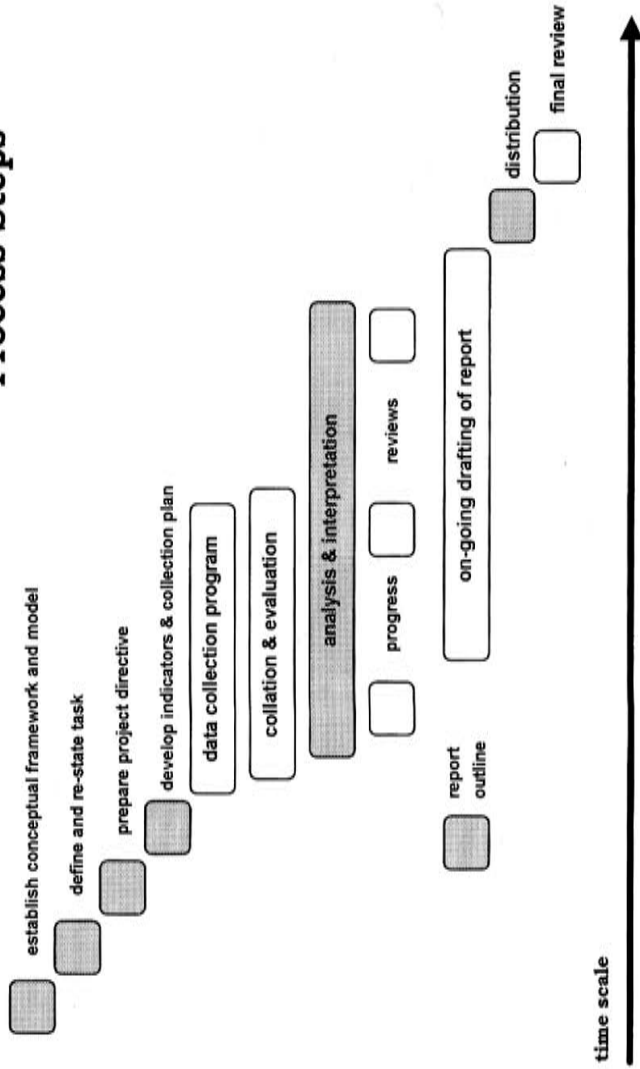 Process Steps
establish conceptual framework and model
define and re-state task
prepare project directive
develop indicators & collection plan
data collection program
collation & evaluation
analysis & interpretation
progress
reviews
report
outline
on-going drafting of report
distribution
final review
time scale